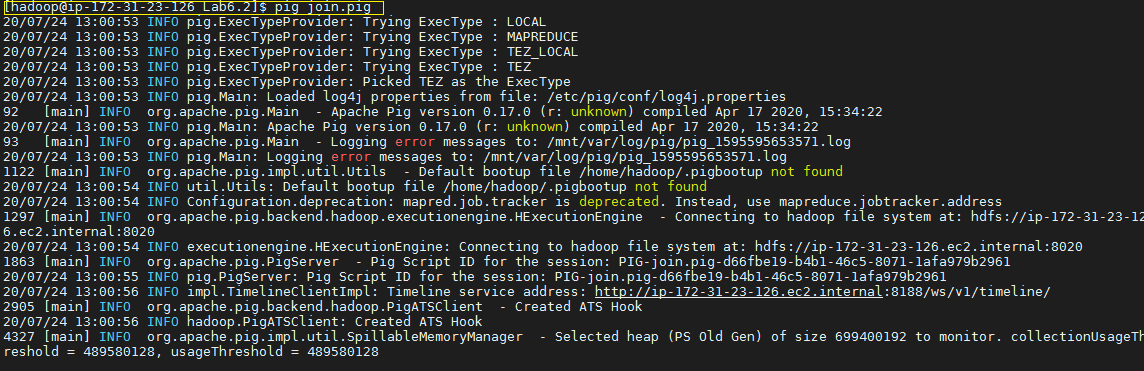 [hadoop@ip-172-31-23-126 Lab6.2]$ pig join.pig
20/07/24 13:00:53 INFO pig.ExecTypeProvider: Trying ExecType : LOCAL
20/07/24 13:00:53 INFO pig.ExecTypeProvider: Trying ExecType : MAPREDUCE
20/07/24 13:00:53 INFO pig.ExecTypeProvider: Trying ExecType : TEZ_LOCAL
20/07/24 13:00:53 INFO pig.ExecTypeProvider: Trying ExecType : TEZ
20/07/24 13:00:53 INFO pig.ExecTypeProvider: Picked TEZ as the ExecType
20/07/24 13:00:53 INFO pig.Main: Loaded log4j properties from file: /etc/pig/conf/log4j.properties
92   [main] INFO  org.apache.pig.Main  - Apache Pig version 0.17.0 (r: unknown) compiled Apr 17 2020, 15:34:22
20/07/24 13:00:53 INFO pig.Main: Apache Pig version 0.17.0 (r: unknown) compiled Apr 17 2020, 15:34:22
93   [main] INFO  org.apache.pig.Main  - Logging error messages to: /mnt/var/log/pig/pig_1595595653571.log
20/07/24 13:00:53 INFO pig.Main: Logging error messages to: /mnt/var/log/pig/pig_1595595653571.log
1122 [main] INFO  org.apache.pig.impl.util.Utils  - Default bootup file /home/hadoop/.pigbootup not found
20/07/24 13:00:54 INFO util.Utils: Default bootup file /home/hadoop/.pigbootup not found
20/07/24 13:00:54 INFO Configuration.deprecation: mapred.job.tracker is deprecated. Instead, use mapreduce.jobtracker.address
1297 [main] INFO  org.apache.pig.backend.hadoop.executionengine.HExecutionEngine  - Connecting to hadoop file system at: hdfs://ip-172-31-23-12
6.ec2.internal:8020
20/07/24 13:00:54 INFO executionengine.HExecutionEngine: Connecting to hadoop file system at: hdfs://ip-172-31-23-126.ec2.internal:8020
1863 [main] INFO  org.apache.pig.PigServer  - Pig Script ID for the session: PIG-join.pig-d66fbe19-b4b1-46c5-8071-1afa979b2961
20/07/24 13:00:55 INFO pig.PigServer: Pig Script ID for the session: PIG-join.pig-d66fbe19-b4b1-46c5-8071-1afa979b2961
20/07/24 13:00:56 INFO impl.TimelineClientImpl: Timeline service address: http://ip-172-31-23-126.ec2.internal:8188/ws/v1/timeline/
2905 [main] INFO  org.apache.pig.backend.hadoop.PigATSClient  - Created ATS Hook
20/07/24 13:00:56 INFO hadoop.PigATSClient: Created ATS Hook
4327 [main] INFO  org.apache.pig.impl.util.SpillableMemoryManager  - Selected heap (PS Old Gen) of size 699400192 to monitor. collectionUsageTh
reshold = 489580128, usageThreshold = 489580128